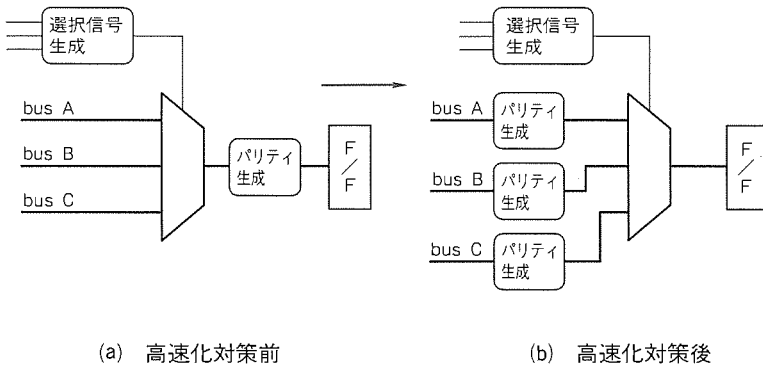 選択信号
生成
bus A
bus B
bus C
パリティ
生成
F
/
F
(a) 高速化対策前
選択信号
生成
bus A
パリティ
生成
bus B
パリティ
生成
bus C
パリティ
生成
F
/
F
(b) 高速化対策後